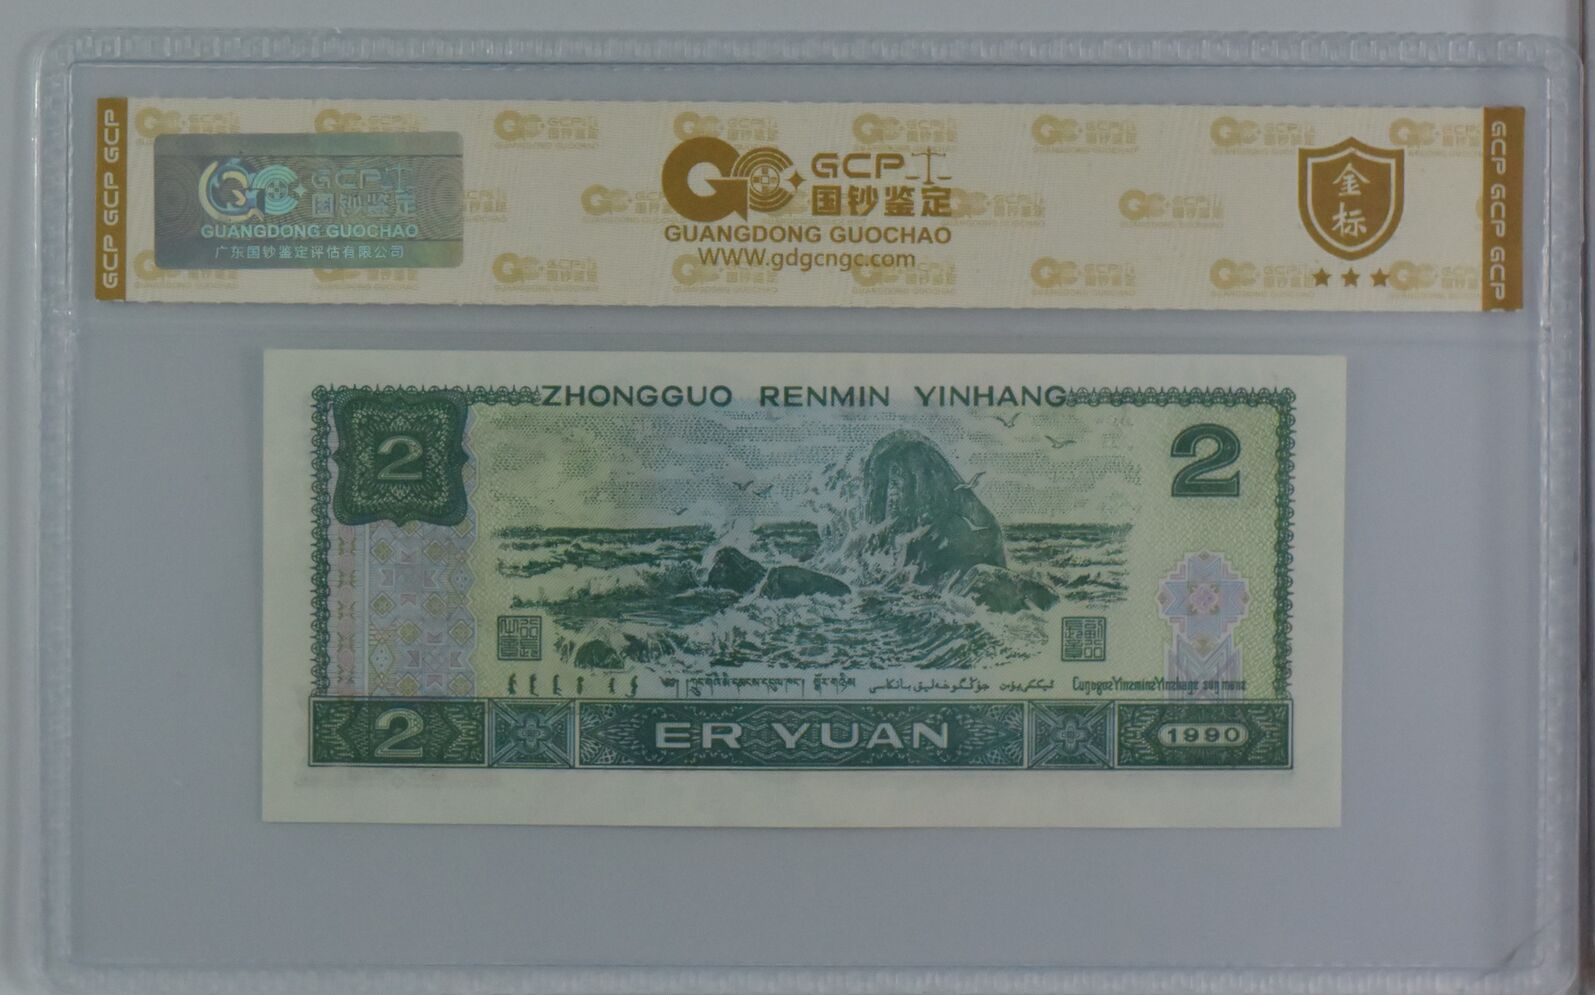 GCP GCP GCP
GCP
国钞鉴定
GUANGDONG GUOCHAO
广东国钞鉴定评估有限公司
GCP
国钞鉴定
GUANGDONG GUOCHAO
WWW.gdgcngc.com
金
标
GCP GCP GCP
ZHONGGUO RENMIN YINHANG
2
2
2
ER YUAN
1990